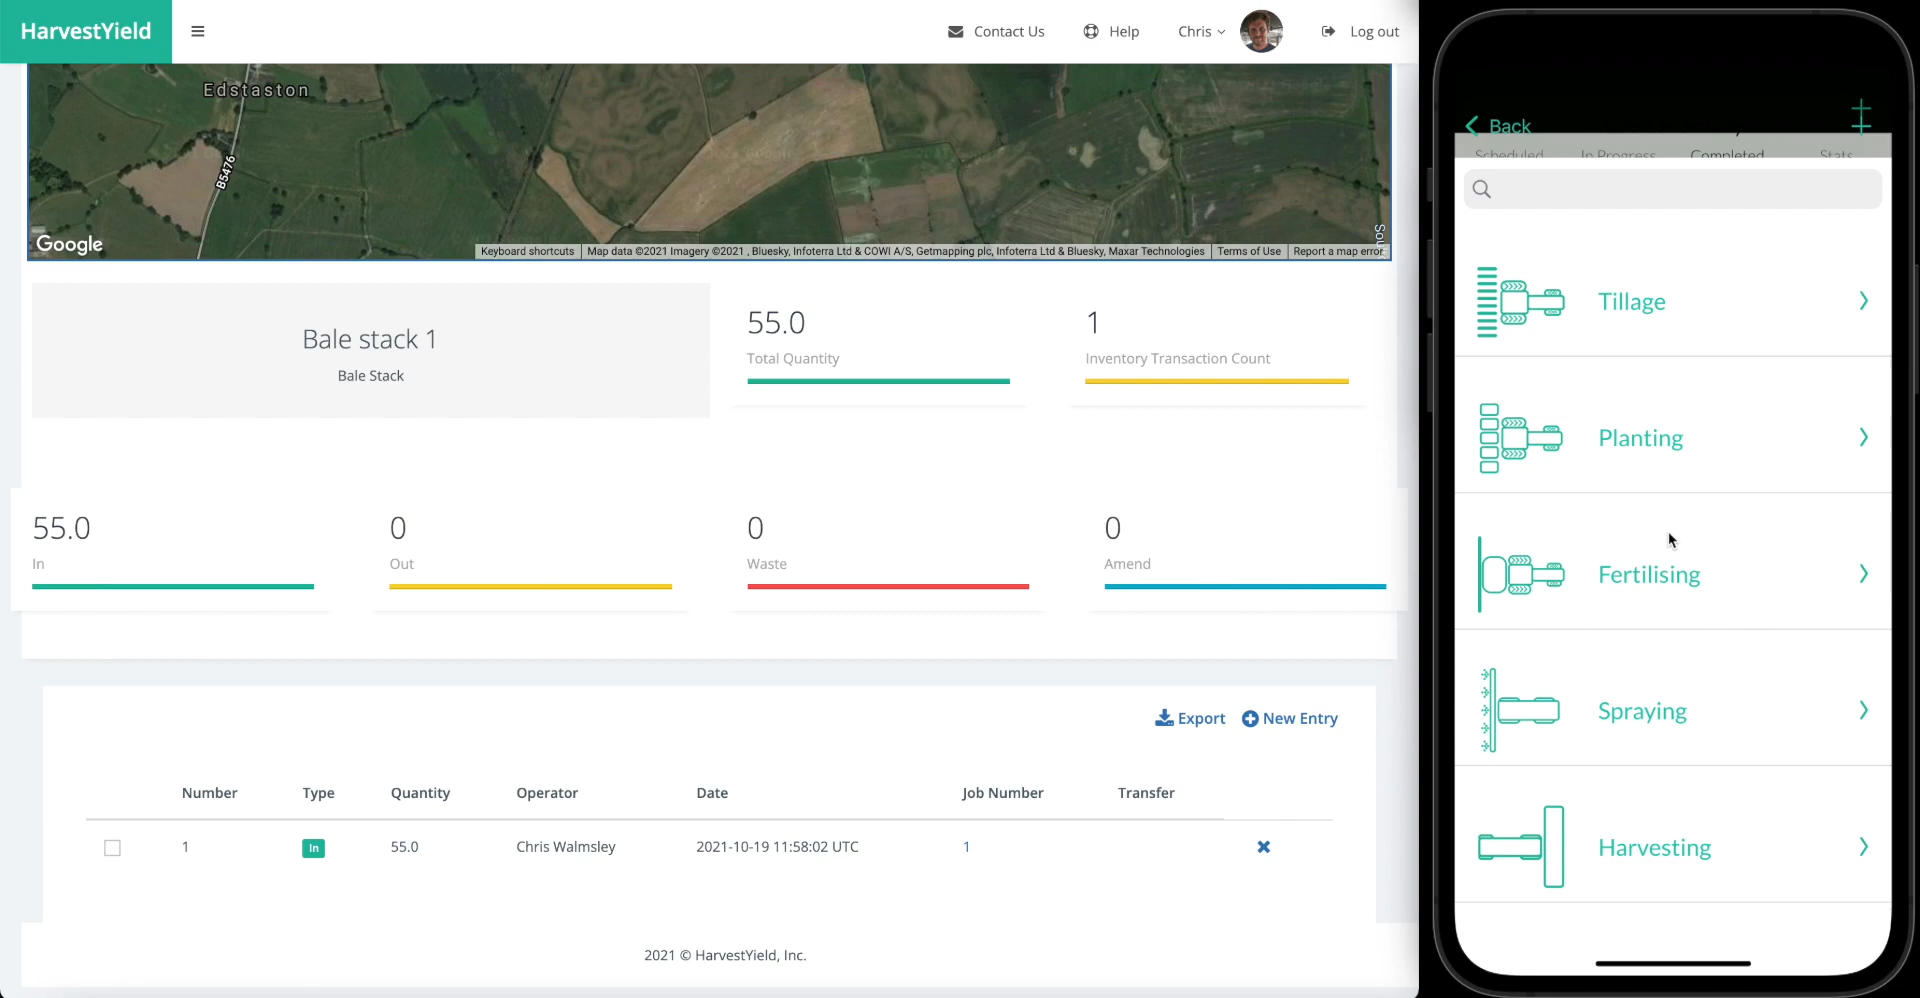 HarvestYield
Contact Us
Help
Chris
Log out
Edstaston
B5476
Google
Keyboard shortcuts
Map data ©2021 Imagery ©2021 , Bluesky, Infoterra Ltd & COWI A/S, Getmapping plc, Infoterra Ltd & Bluesky, Maxar Technologies
Terms of Use
Report a map error
Bale stack 1
Bale Stack
55.0
Total Quantity
1
Inventory Transaction Count
55.0
In
0
Out
0
Waste
0
Amend
Export
New Entry
Number Type Quantity Operator Date Job Number Transfer
1 In 55.0 Chris Walmsley 2021-10-19 11:58:02 UTC 1
2021 © HarvestYield, Inc.
Back
Scheduled In Progress Completed Stats
Tillage
Planting
Fertilising
Spraying
Harvesting